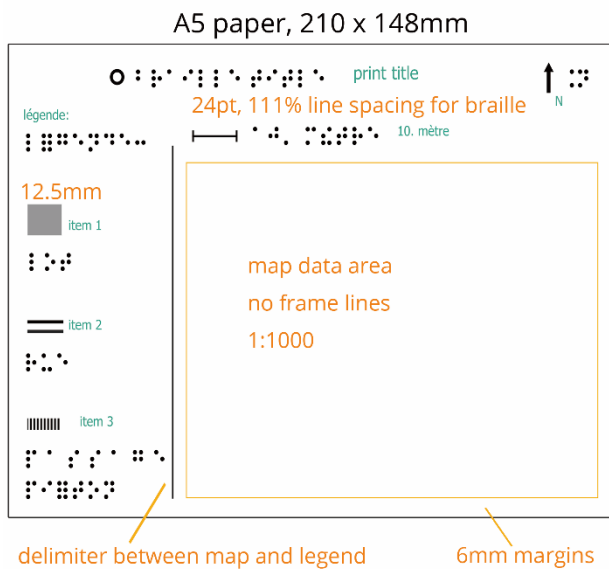 A5 paper, 210 x 148mm
print title
N
24pt, 111% line spacing for braille
légende:
10. mètre
12.5mm
item 1
map data area
no frame lines
1:1000
item 2
item 3
delimiter between map and legend
6mm margins